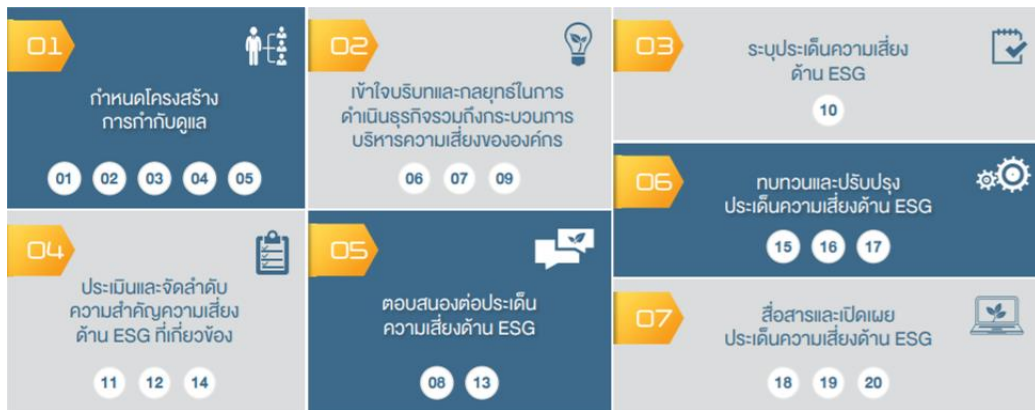 01
กำหนดโครงสร้าง
การกำกับดูแล
01 02 03 04 05
02
เข้าใจบริบทและกลยุทธ์ในการ
ดำเนินธุรกิจรวมถึงกระบวนการ
บริหารความเสี่ยงขององค์กร
06 07 09
03
ระบุประเด็นความเสี่ยง
ด้าน ESG
10
04
ประเมินและจัดลำดับ
ความสำคัญความเสี่ยง
ด้าน ESG ที่เกี่ยวข้อง
11 12 14
05
ตอบสนองต่อประเด็น
ความเสี่ยงด้าน ESG
08 13
06
ทบทวนและปรับปรุง
ประเด็นความเสี่ยงด้าน ESG
15 16 17
07
สื่อสารและเปิดเผย
ประเด็นความเสี่ยงด้าน ESG
18 19 20